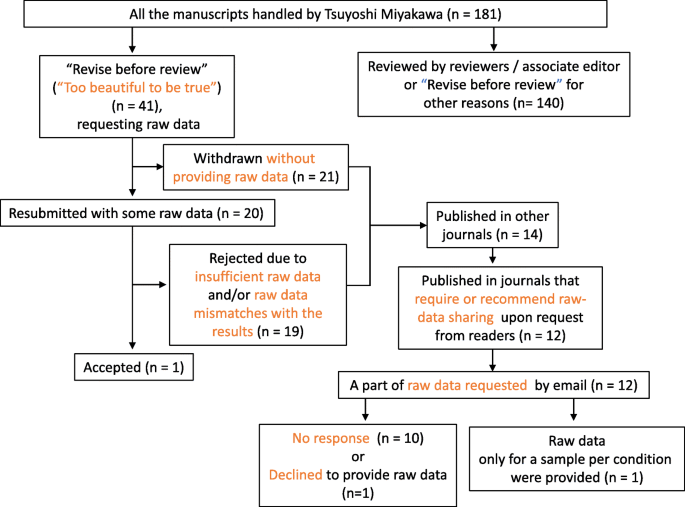 All the manuscripts handled by Tsuyoshi Miyakawa (n = 181)
“Revise before review”
(“Too beautiful to be true”)
(n = 41),
requesting raw data
Reviewed by reviewers / associate editor
or “Revise before review” for
other reasons (n= 140)
Withdrawn without
providing raw data (n = 21)
Resubmitted with some raw data (n = 20)
Published in other
journals (n = 14)
Rejected due to
insufficient raw data
and/or raw data
mismatches with the
results (n = 19)
Published in journals that
require or recommend raw-
data sharing upon request
from readers (n = 12)
Accepted (n = 1)
A part of raw data requested by email (n = 12)
No response (n = 10)
or
Declined to provide raw data
(n=1)
Raw data
only for a sample per condition
were provided (n = 1)